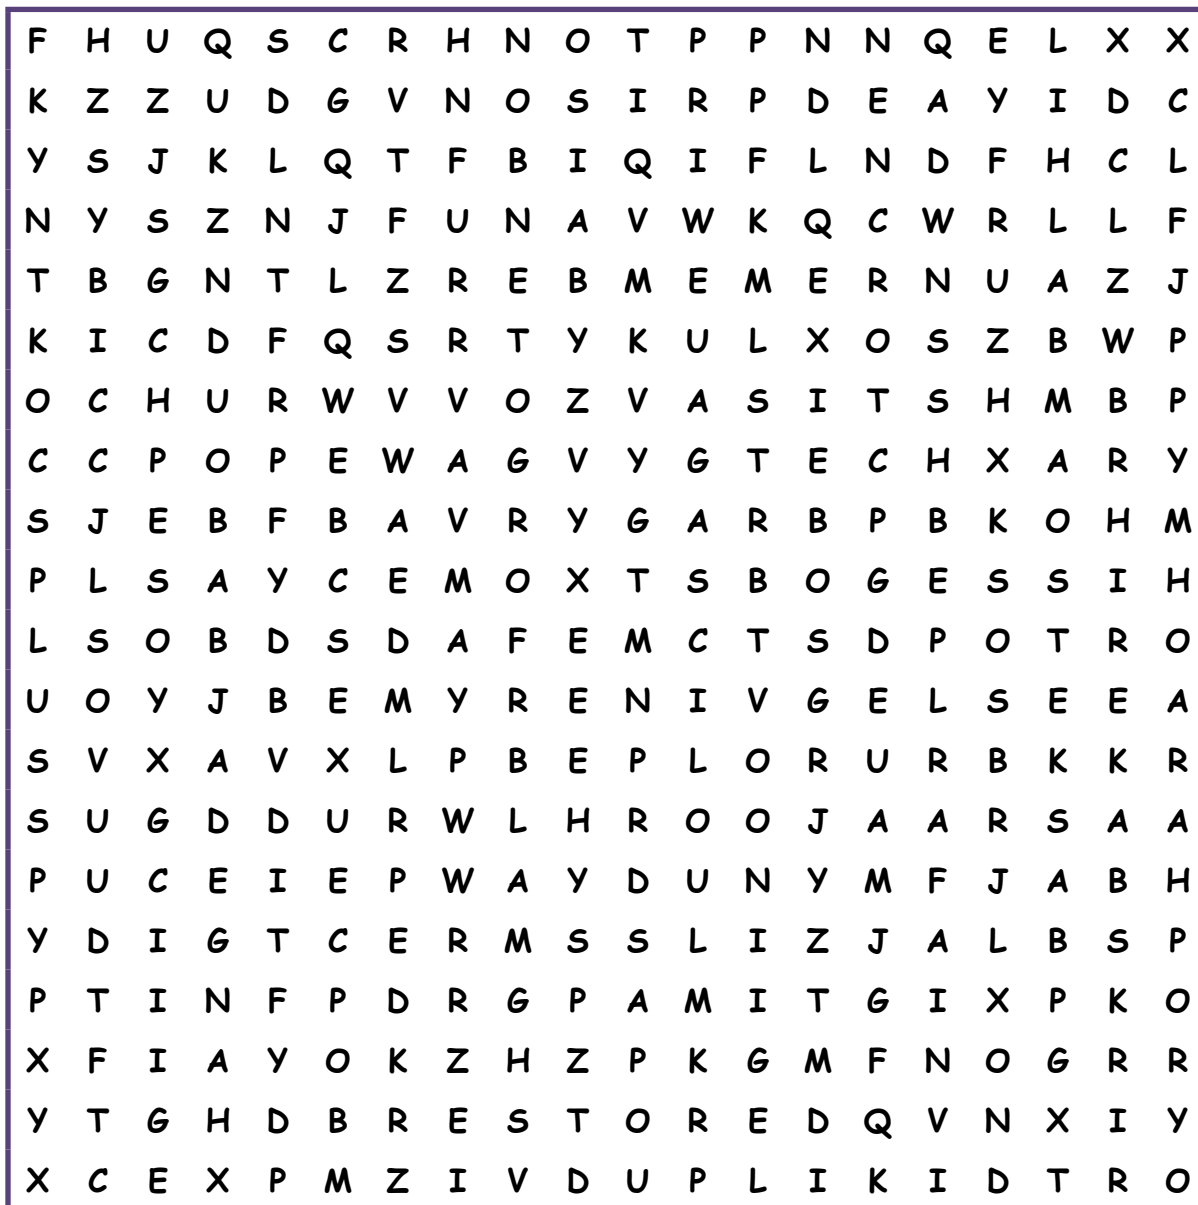 F H U Q S C R H N O T P P N N Q E L X X
K Z Z U D G V N O S I R P D E A Y I D C
Y S J K L Q T F B I Q I F L N D F H C L
N Y S Z N J F U N A V W K Q C W R L L F
T B G N T L Z R E B M E M E R N U A Z J
K I C D F Q S R T Y K U L X O S Z B W P
O C H U R W V V O Z V A S I T S H M B P
C C P O P E W A G V Y G T E C H X A R Y
S J E B F B A V R Y G A R B P B K O H M
P L S A Y C E M O X T S B O G E S S I H
L S O B D S D A F E M C T S D P O T R O
U O Y J B E M Y R E N I V G E L S E E A
S V X A V X L P B E P L O R U R B K K R
S U G D D U R W L H R O O J A A R S A A
P U C E I E P W A Y D U N Y M F J A B H
Y D I G T C E R M S S L I Z J A L B S P
P T I N F P D R G P A M I T G I X P K O
X F I A Y O K Z H Z P K G M F N O G R R
Y T G H D B R E S T O R E D Q V N X I Y
X C E X P M Z I V D U P L I K I D T R O